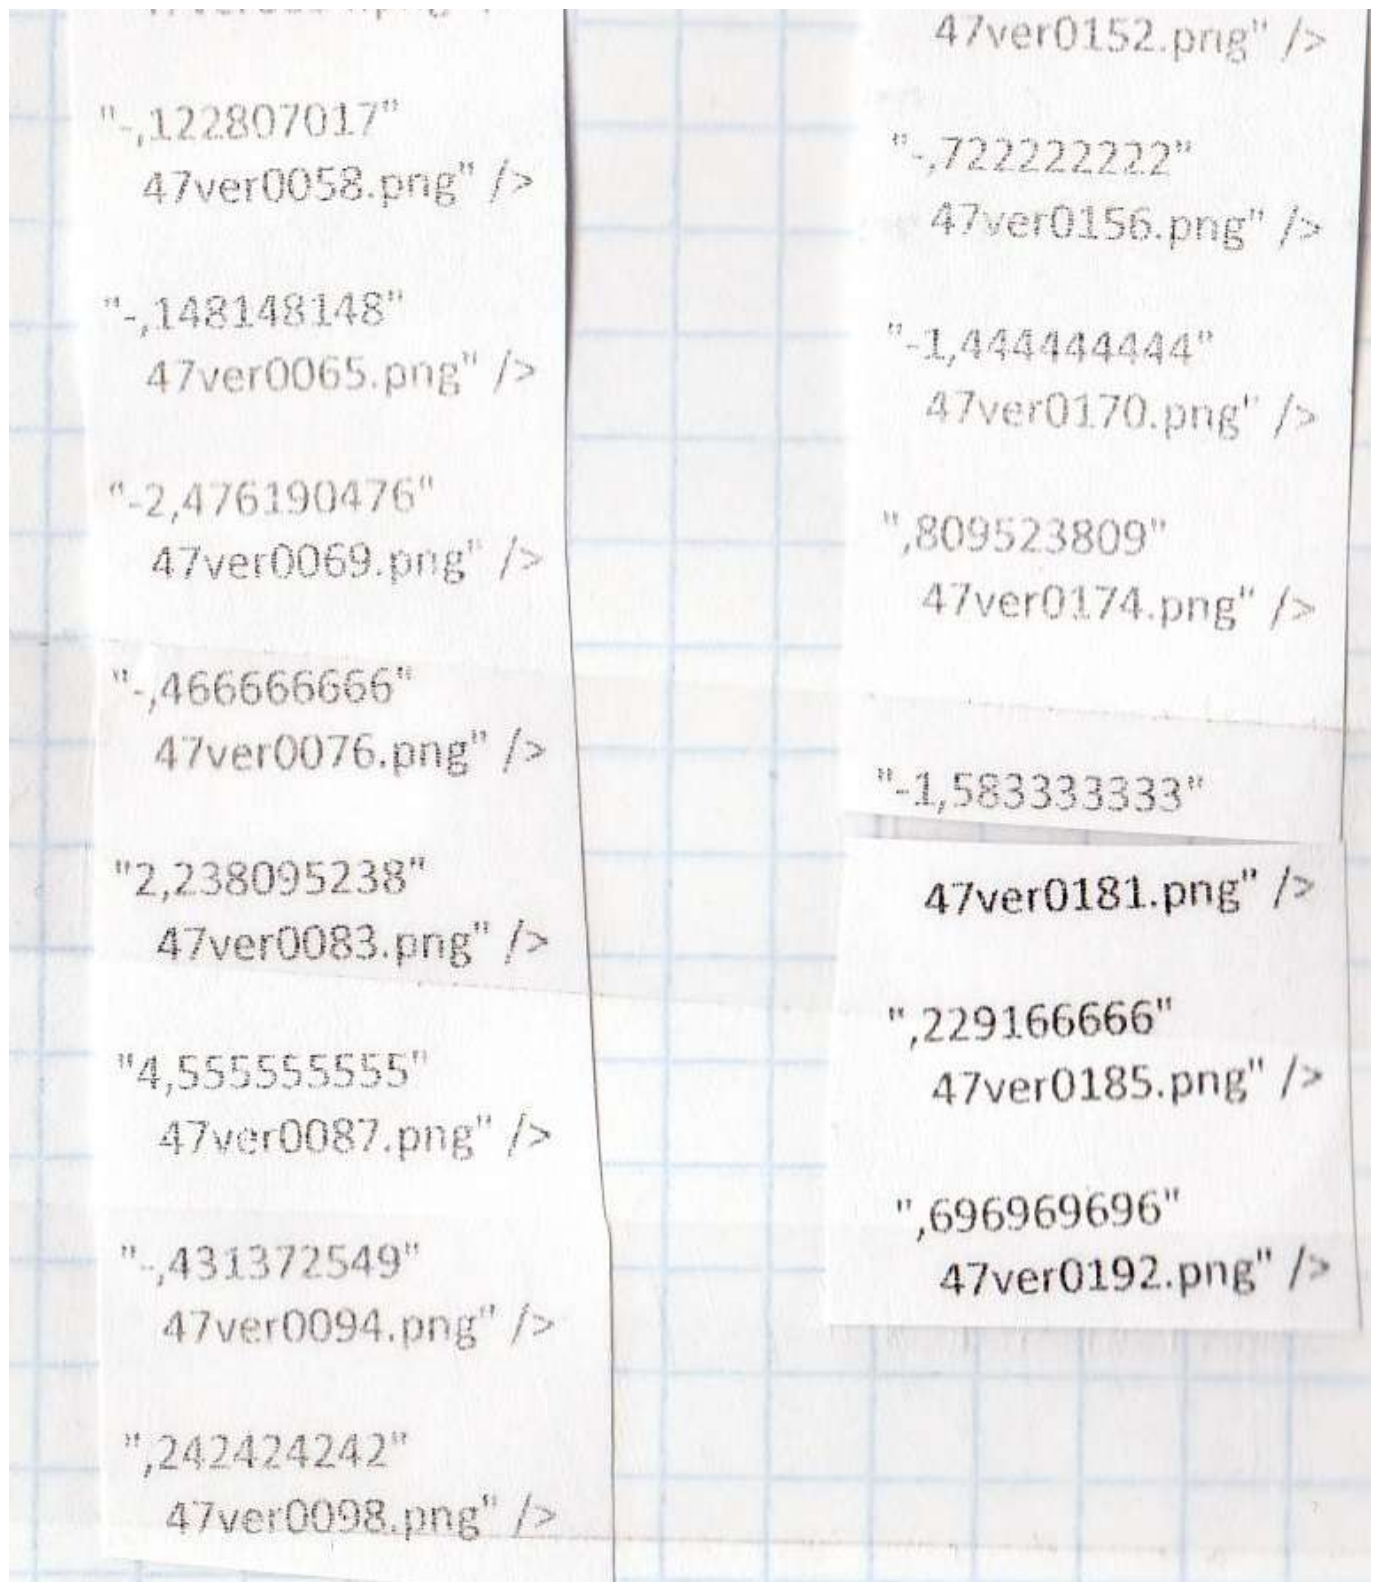 "-,122807017"
47ver0058.png" />
"-,148148148"
47ver0065.png" />
"-2,476190476"
47ver0069.png" />
"-,466666666"
47ver0076.png" />
"2,238095238"
47ver0083.png" />
"4,555555555"
47ver0087.png" />
"-,431372549"
47ver0094.png" />
",242424242"
47ver0098.png" />
47ver0152.png" />
"-,722222222"
47ver0156.png" />
"-1,444444444"
47ver0170.png" />
",809523809"
47ver0174.png" />
"-1,583333333"
47ver0181.png" />
",229166666"
47ver0185.png" />
",696969696"
47ver0192.png" />